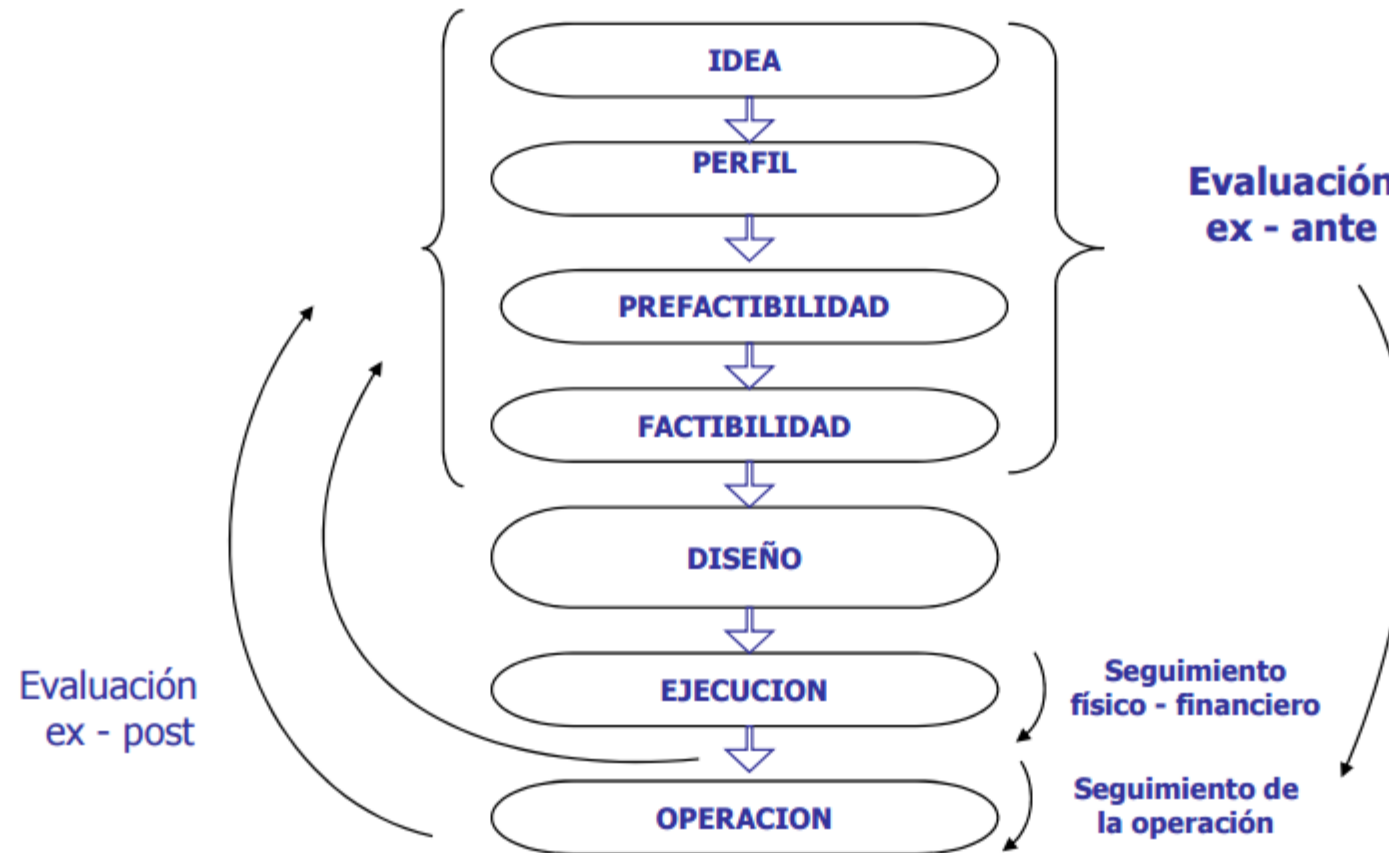 IDEA
PERFIL
Evaluación
ex - ante
PREFACTIBILIDAD
FACTIBILIDAD
DISEÑO
EJECUCION
Seguimiento
físico - financiero
Evaluación
ex - post
OPERACION
Seguimiento de
la operación